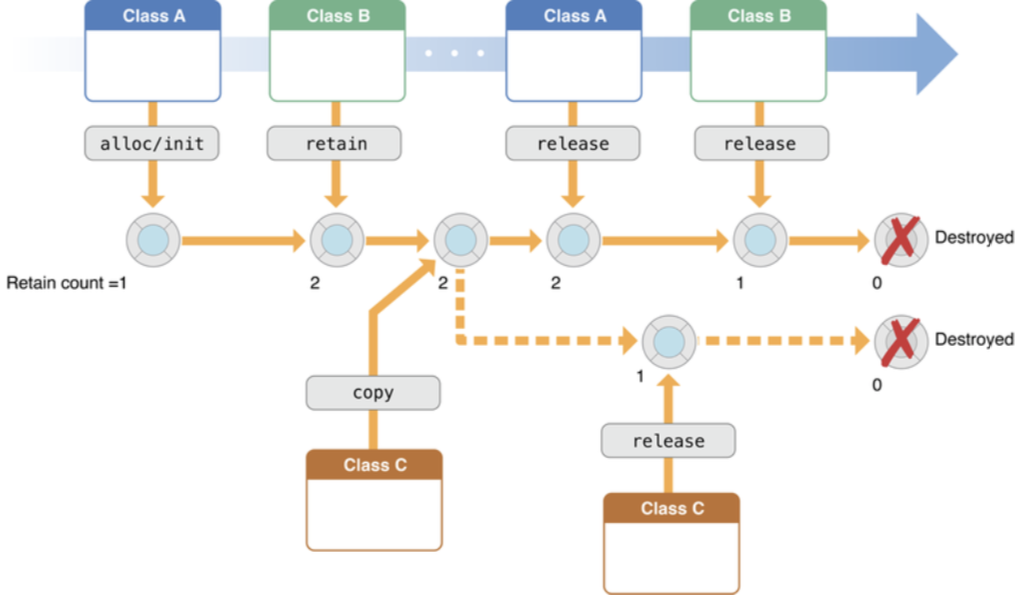 Class A
Class B
Class A
Class B
alloc/init
retain
release
release
Destroyed
Retain count =1
2
2
2
1
0
Destroyed
1
0
copy
release
Class C
Class C